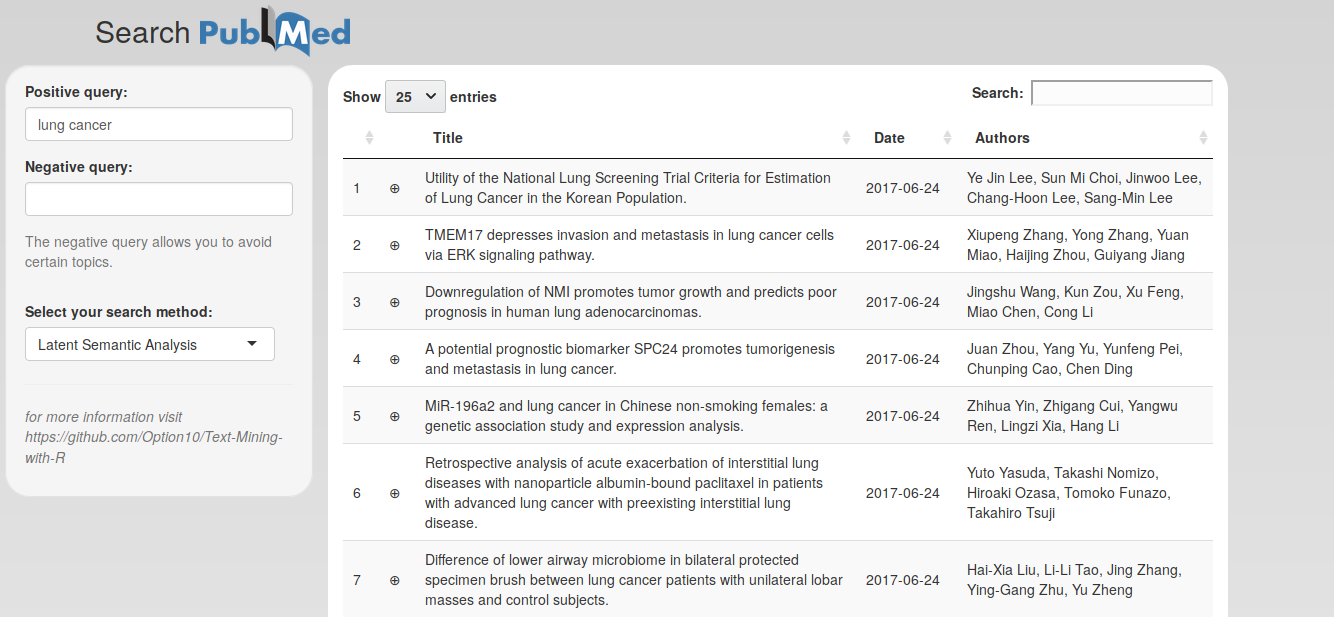 Search PubMed
Positive query:
lung cancer
Negative query:
The negative query allows you to avoid
certain topics.
Select your search method:
Latent Semantic Analysis
for more information visit
https://github.com/Option10/Text-Mining-
with-R
Show 25 entries
Search:
Title Date Authors
1 ⊕ Utility of the National Lung Screening Trial Criteria for Estimation
of Lung Cancer in the Korean Population.
2017-06-24
Ye Jin Lee, Sun Mi Choi, Jinwoo Lee,
Chang-Hoon Lee, Sang-Min Lee
2 ⊕ TMEM17 depresses invasion and metastasis in lung cancer cells
via ERK signaling pathway.
2017-06-24
Xiupeng Zhang, Yong Zhang, Yuan
Miao, Haijing Zhou, Guiyang Jiang
3 ⊕ Downregulation of NMI promotes tumor growth and predicts poor
prognosis in human lung adenocarcinomas.
2017-06-24
Jingshu Wang, Kun Zou, Xu Feng,
Miao Chen, Cong Li
4 ⊕ A potential prognostic biomarker SPC24 promotes tumorigenesis
and metastasis in lung cancer.
2017-06-24
Juan Zhou, Yang Yu, Yunfeng Pei,
Chunping Cao, Chen Ding
5 ⊕ MiR-196a2 and lung cancer in Chinese non-smoking females: a
genetic association study and expression analysis.
2017-06-24
Zhihua Yin, Zhigang Cui, Yangwu
Ren, Lingzi Xia, Hang Li
6 ⊕ Retrospective analysis of acute exacerbation of interstitial lung
diseases with nanoparticle albumin-bound paclitaxel in patients
with advanced lung cancer with preexisting interstitial lung
disease.
2017-06-24
Yuto Yasuda, Takashi Nomizo,
Hiroaki Ozasa, Tomoko Funazo,
Takahiro Tsuji
7 ⊕ Difference of lower airway microbiome in bilateral protected
specimen brush between lung cancer patients with unilateral lobar
masses and control subjects.
2017-06-24
Hai-Xia Liu, Li-Li Tao, Jing Zhang,
Ying-Gang Zhu, Yu Zheng